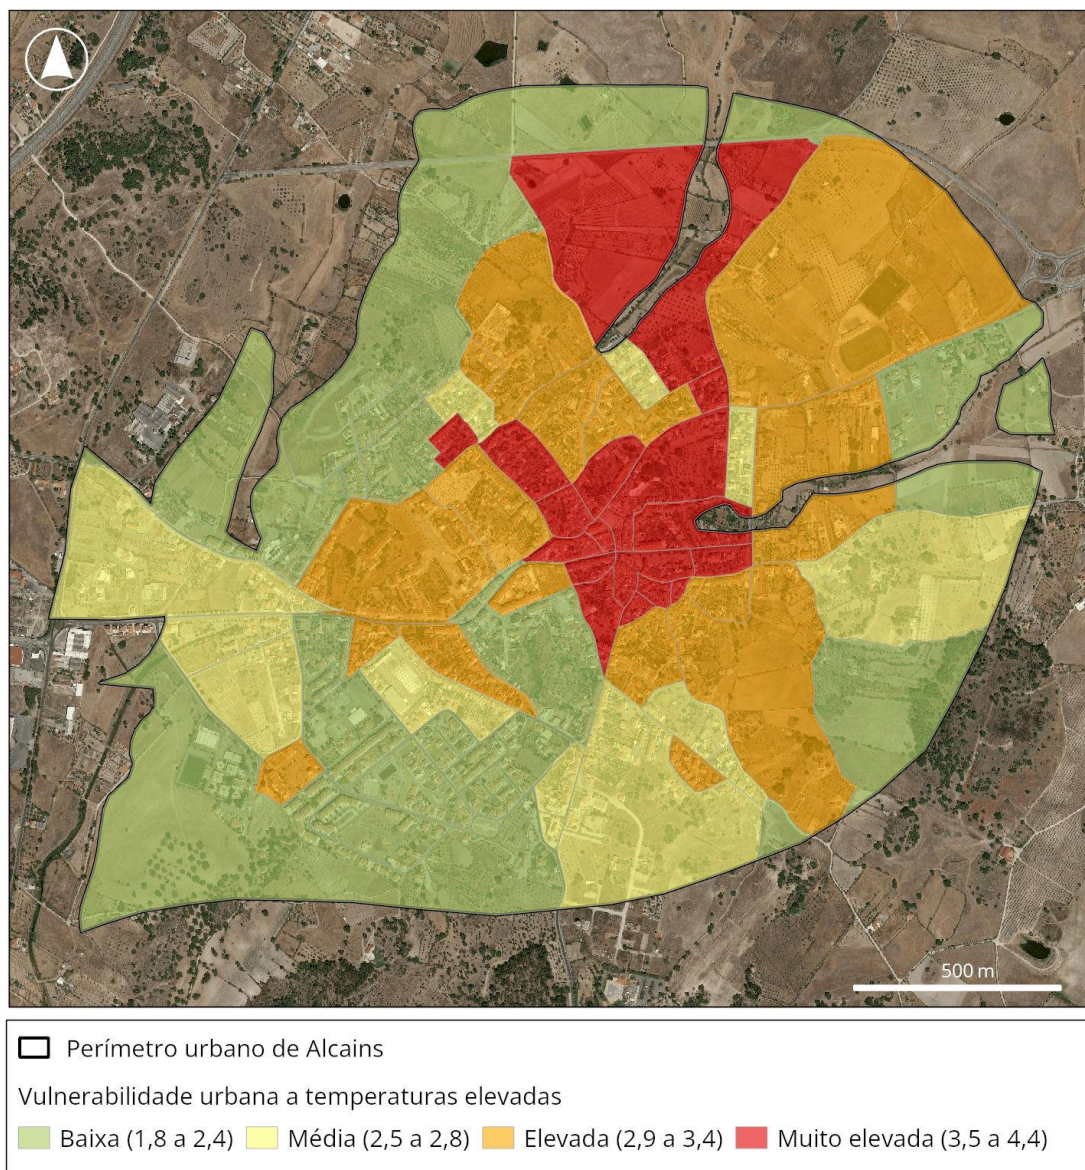 500 m
Perímetro urbano de Alcains
Vulnerabilidade urbana a temperaturas elevadas
Baixa (1,8 a 2,4) Média (2,5 a 2,8) Elevada (2,9 a 3,4) Muito elevada (3,5 a 4,4)